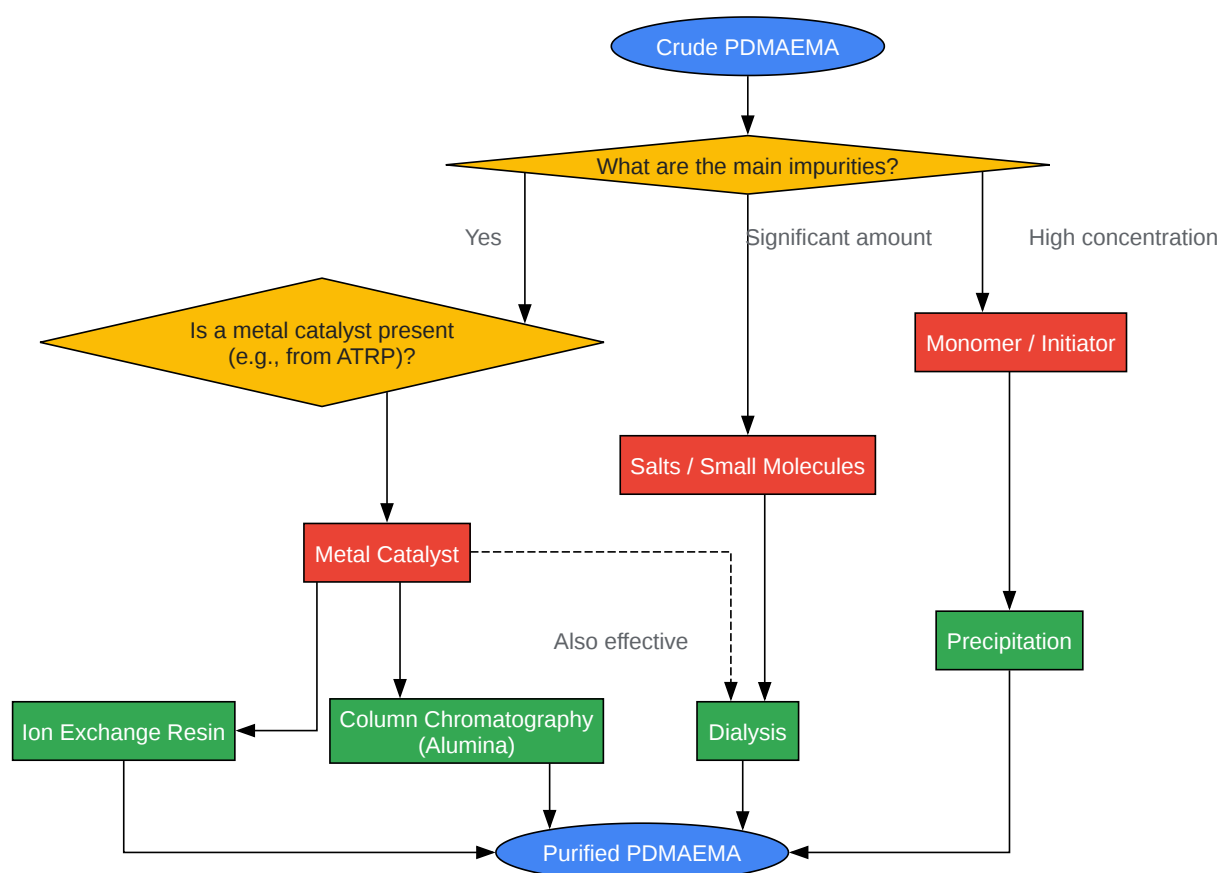 Crude PDMAEMA
What are the main impurities?
Yes
Significant amount
High concentration
Is a metal catalyst present
(e.g., from ATRP)?
Monomer / Initiator
Salts / Small Molecules
Metal Catalyst
Also effective
Precipitation
Ion Exchange Resin
Column Chromatography
(Alumina)
Dialysis
Purified PDMAEMA